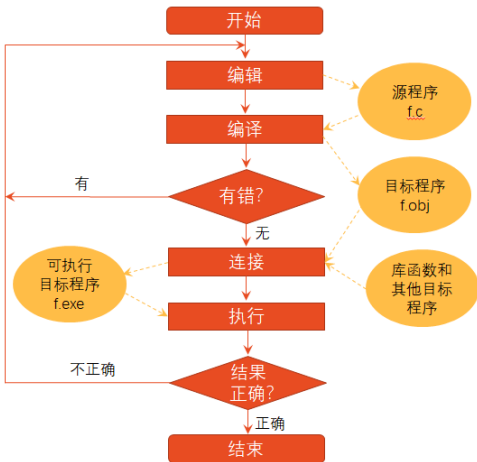 开始
编辑
源程序
f.c
编译
目标程序
f.obj
有
有错?
无
可执行
目标程序
f.exe
连接
库函数和
其他目标
程序
执行
不正确
结果
正确?
正确
结束